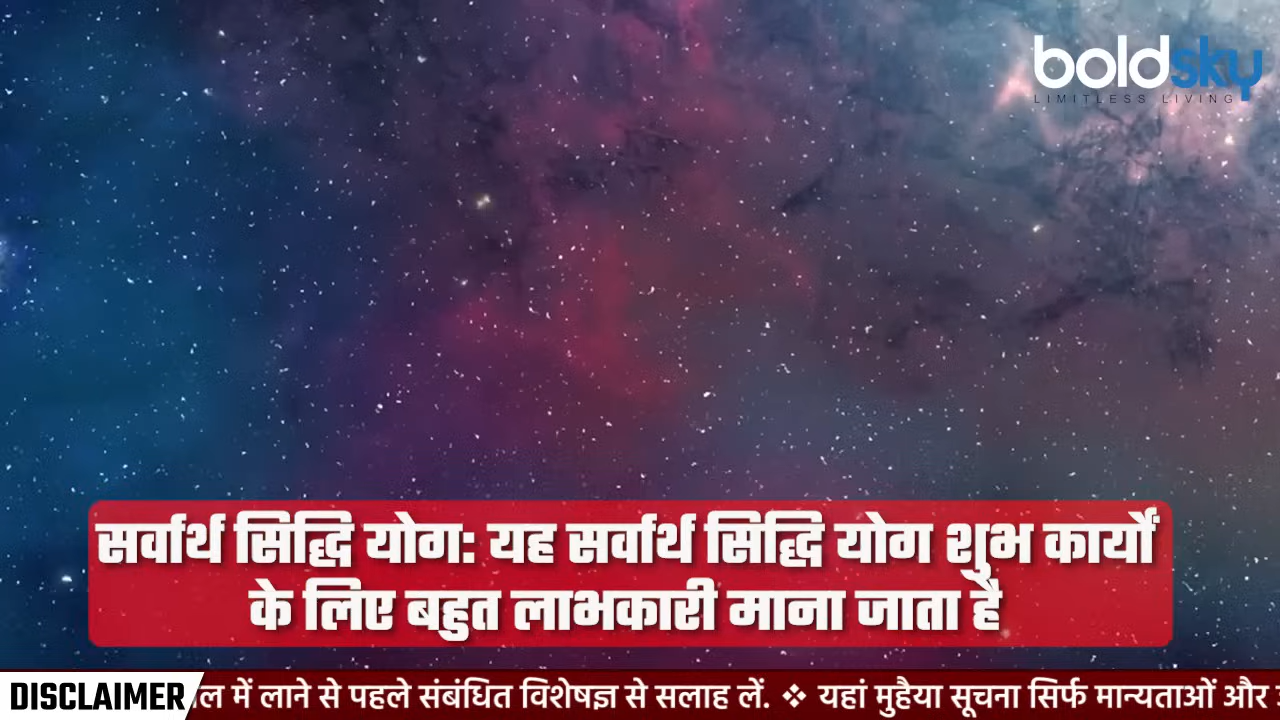 boldsky
LIMITLESS LIVING
सर्वार्थ सिद्धि योग: यह सर्वार्थ सिद्धि योग शुभ कार्यों
के लिए बहुत लाभकारी माना जाता है
DISCLAIMER में लाने से पहले संबंधित विशेषज्ञ से सलाह लें. ❖ यहां मुहैया सूचना सिर्फ मान्यताओं और